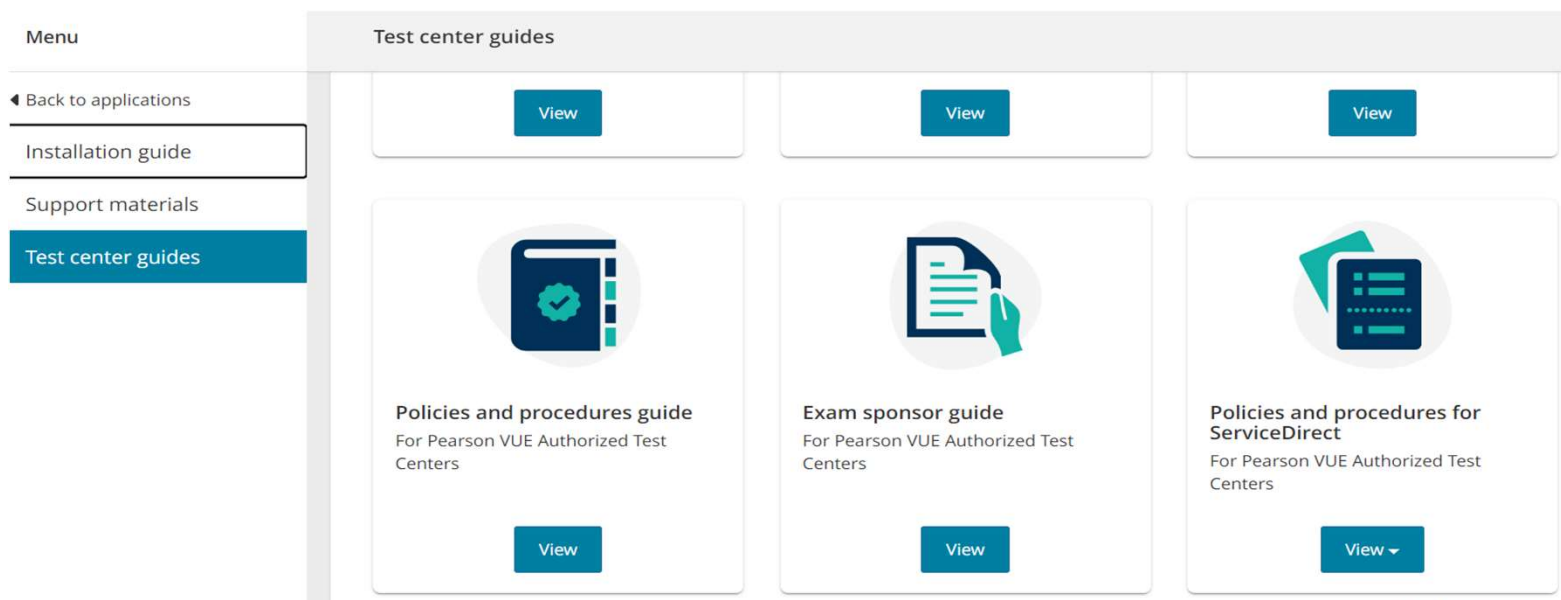 Menu
Test center guides
Back to applications
Installation guide
Support materials
Test center guides
View
View
View
Policies and procedures guide
For Pearson VUE Authorized Test
Centers
View
Exam sponsor guide
For Pearson VUE Authorized Test
Centers
View
Policies and procedures for
ServiceDirect
For Pearson VUE Authorized Test
Centers
View